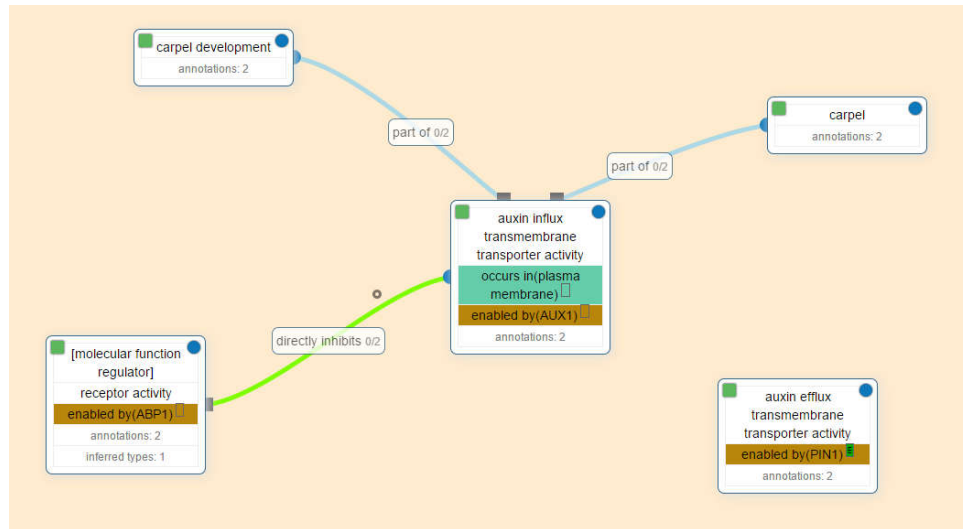 carpel development
annotations: 2
carpel
annotations: 2
part of 0/2
part of 0/2
auxin influx
transmembrane
transporter activity
occurs in(plasma
membrane)
enabled by(AUX1)
annotations: 2
directly inhibits 0/2
[molecular function
regulator]
receptor activity
enabled by(ABP1)
annotations: 2
inferred types: 1
auxin efflux
transmembrane
transporter activity
enabled by(PIN1)
annotations: 2